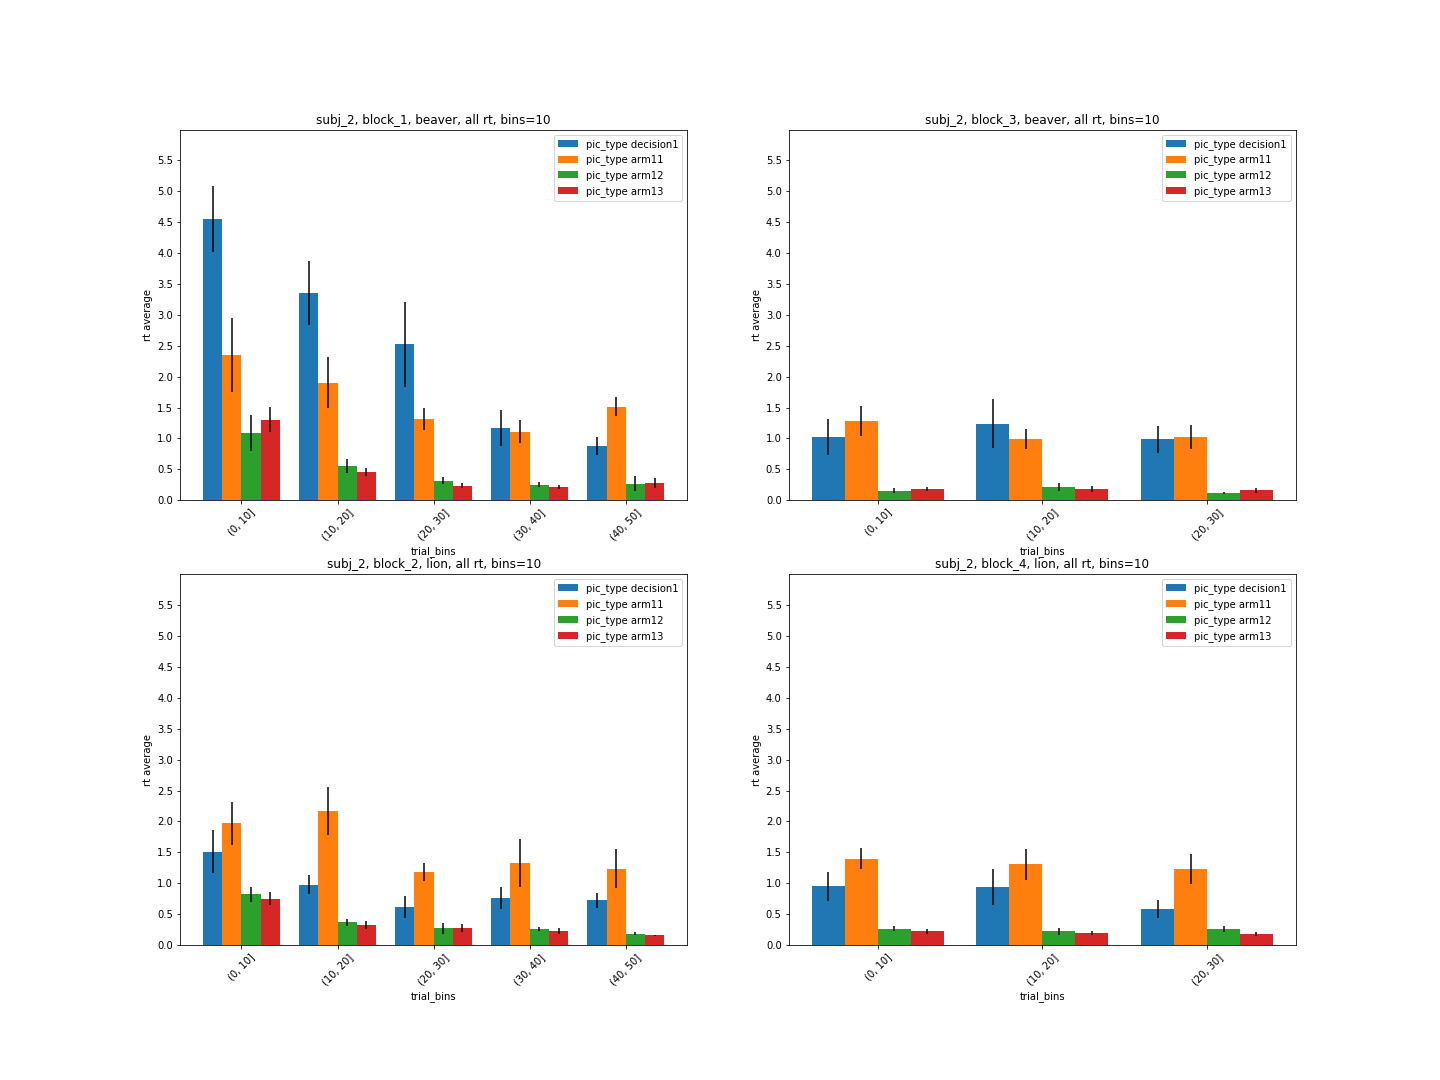 subj_2, block_1, beaver, all rt, bins=10
pic_type decision1
pic_type arm11
pic_type arm12
pic_type arm13
5.5
5.0
4.5
4.0
3.5
3.0
2.5
2.0
1.5
1.0
0.5
0.0
rt average
(0, 10]
(10, 20]
(20, 30]
(30, 40]
(40, 50]
trial_bins
subj_2, block_3, beaver, all rt, bins=10
pic_type decision1
pic_type arm11
pic_type arm12
pic_type arm13
5.5
5.0
4.5
4.0
3.5
3.0
2.5
2.0
1.5
1.0
0.5
0.0
rt average
(0, 10]
(10, 20]
(20, 30]
trial_bins
subj_2, block_2, lion, all rt, bins=10
pic_type decision1
pic_type arm11
pic_type arm12
pic_type arm13
5.5
5.0
4.5
4.0
3.5
3.0
2.5
2.0
1.5
1.0
0.5
0.0
rt average
(0, 10]
(10, 20]
(20, 30]
(30, 40]
(40, 50]
trial_bins
subj_2, block_4, lion, all rt, bins=10
pic_type decision1
pic_type arm11
pic_type arm12
pic_type arm13
5.5
5.0
4.5
4.0
3.5
3.0
2.5
2.0
1.5
1.0
0.5
0.0
rt average
(0, 10]
(10, 20]
(20, 30]
trial_bins